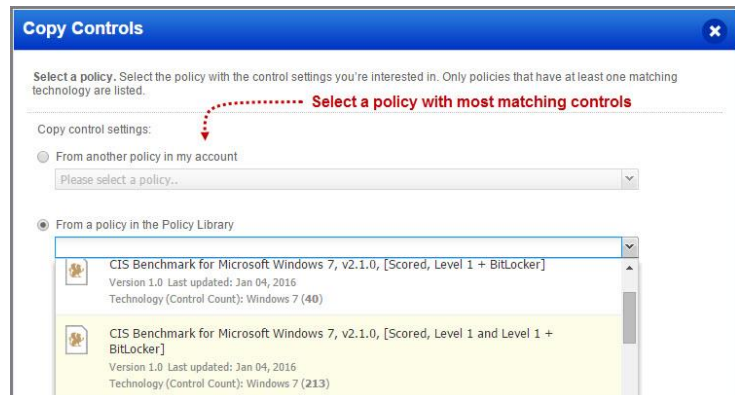 Copy Controls
Select a policy. Select the policy with the control settings you're interested in. Only policies that have at least one matching
technology are listed.
Select a policy with most matching controls
Copy control settings:
From another policy in my account
Please select a policy..
From a policy in the Policy Library
CIS Benchmark for Microsoft Windows 7, v2.1.0, [Scored, Level 1 + BitLocker]
Version 1.0 Last updated: Jan 04, 2016
Technology (Control Count): Windows 7 (40)
CIS Benchmark for Microsoft Windows 7, v2.1.0, [Scored, Level 1 and Level 1 +
BitLocker]
Version 1.0 Last updated: Jan 04, 2016
Technology (Control Count): Windows 7 (213)